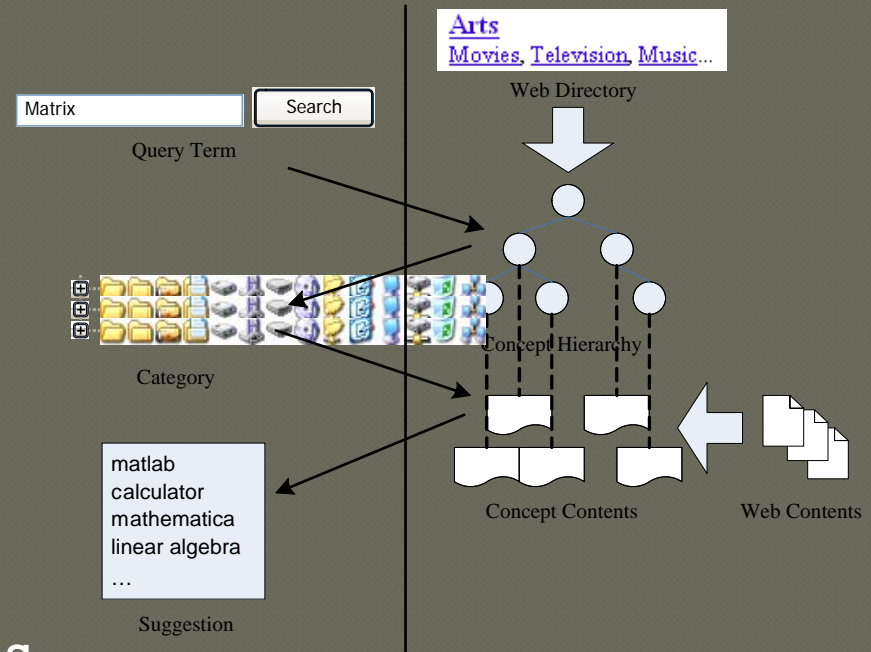 Arts
Movies, Television, Music...
Web Directory
Matrix
Search
Query Term
Concept Hierarchy
Category
matlab
calculator
mathematica
linear algebra
…
Concept Contents
Web Contents
Suggestion
s